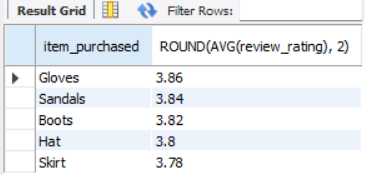 Result Grid Filter Rows:
item_purchased ROUND(AVG(review_rating), 2)
Gloves 3.86
Sandals 3.84
Boots 3.82
Hat 3.8
Skirt 3.78